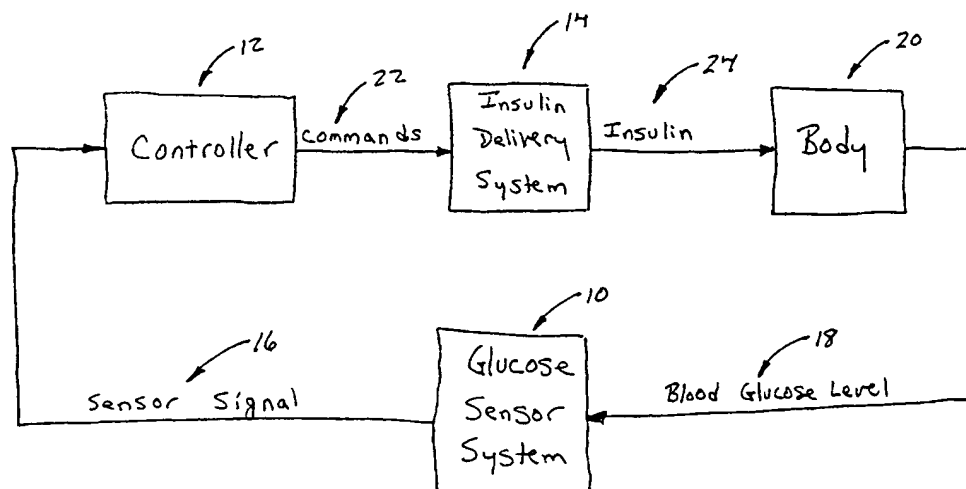 12
14
20
22
24
Controller
Commands
Insulin
Delivery
System
Insulin
Body
10
16
18
Sensor Signal
Glucose
Sensor
System
Blood Glucose Level